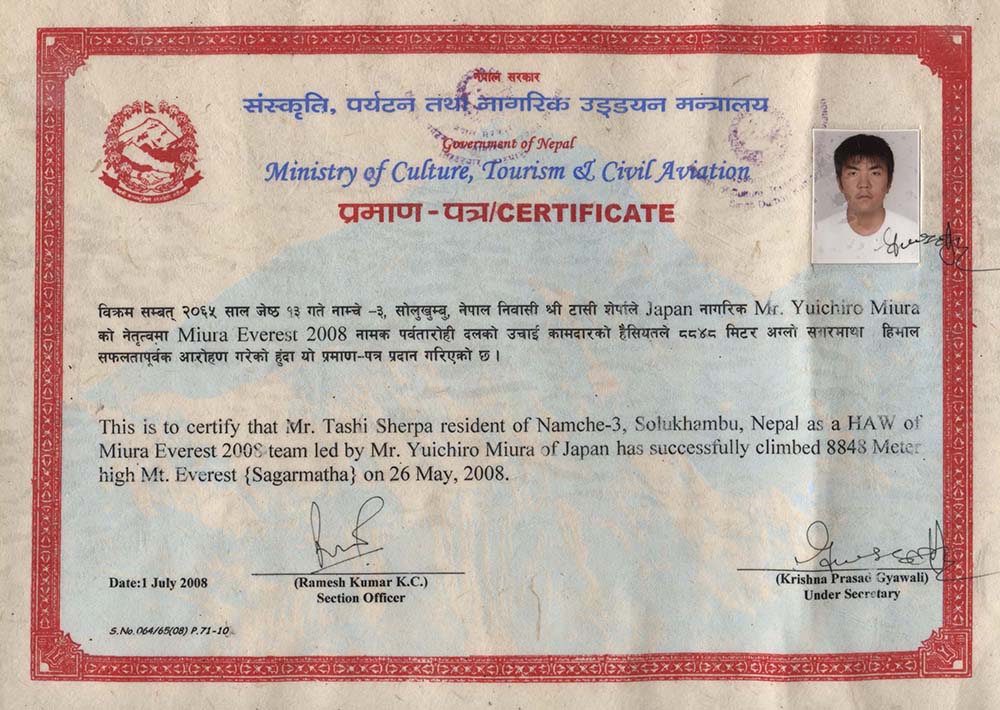 नेपाल सरकार
संस्कृति, पर्यटन तथा नागरिक उड्डयन मन्त्रालय
Government of Nepal
Ministry of Culture, Tourism & Civil Aviation
प्रमाण - पत्र/CERTIFICATE
विक्रम सम्बत् २०६५ साल जेष्ठ १३ गते नाम्चे -३, सोलुखुम्बु, नेपाल निवासी श्री टासी शेर्पाले Japan नागरिक Mr. Yuichiro Miura
को नेतृत्वमा Miura Everest 2008 नामक पर्वतारोही दलको उचाई कामदारको हैसियतले ८८४८ मिटर अग्लो सगरमाथा हिमाल
सफलतापूर्वक आरोहण गरेको हुंदा यो प्रमाण-पत्र प्रदान गरिएको छ ।
This is to certify that Mr. Tashi Sherpa resident of Namche-3, Solukhambu, Nepal as a HAW of
Miura Everest 2008 team led by Mr. Yuichiro Miura of Japan has successfully climbed 8848 Meter
high Mt. Everest {Sagarmatha} on 26 May, 2008.
Date:1 July 2008
(Ramesh Kumar K.C.)
Section Officer
(Krishna Prasad Gyawali)
Under Secretary
S.No.064/65(08) P.71-10